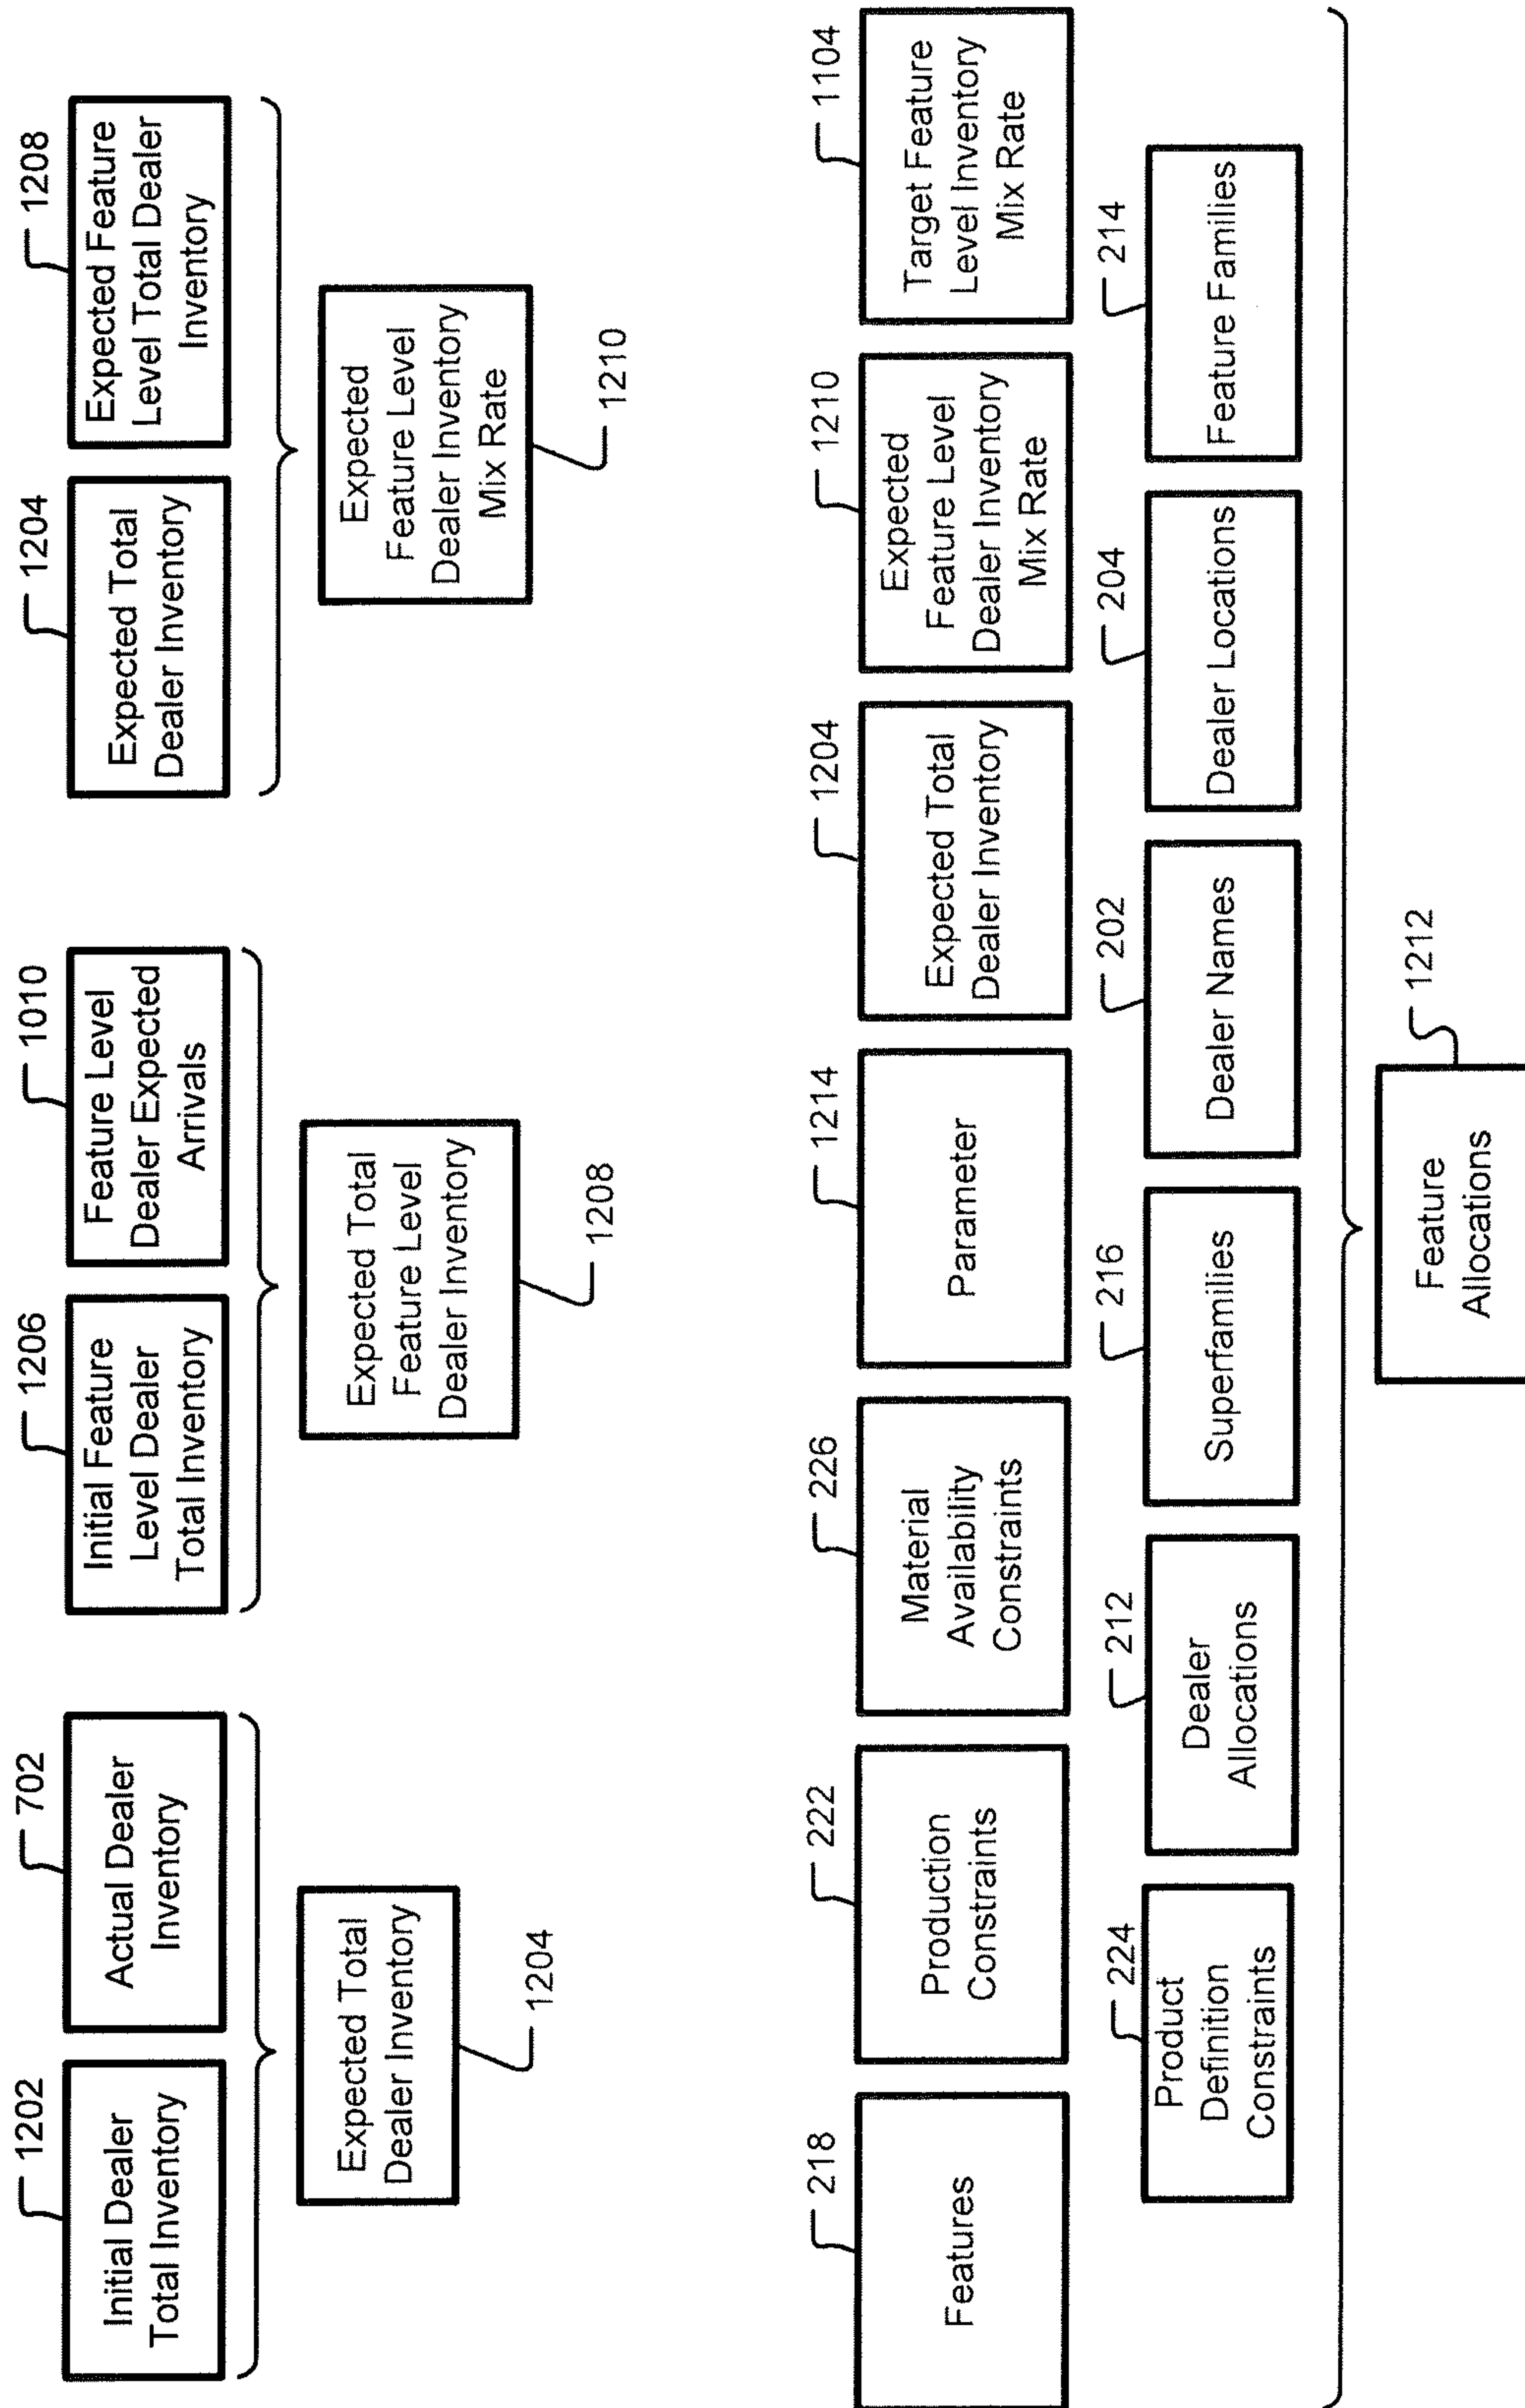 1202
Initial Dealer
Total Inventory
702
Actual Dealer
Inventory
Expected Total
Dealer Inventory
1204
1206
Initial Feature
Level Dealer
Total Inventory
1010
Feature Level
Dealer Expected
Arrivals
Expected Total
Feature Level
Dealer Inventory
1208
1204
Expected Total
Dealer Inventory
1208
Expected Feature
Level Total Dealer
Inventory
Expected
Feature Level
Dealer Inventory
Mix Rate
1210
218
Features
222
Production
Constraints
226
Material
Availability
Constraints
1214
Parameter
1204
Expected Total
Dealer Inventory
1210
Expected
Feature Level
Dealer Inventory
Mix Rate
1104
Target Feature
Level Inventory
Mix Rate
224
Product
Definition
Constraints
212
Dealer
Allocations
216
Superfamilies
202
Dealer Names
204
Dealer Locations
214
Feature Families
1212
Feature
Allocations